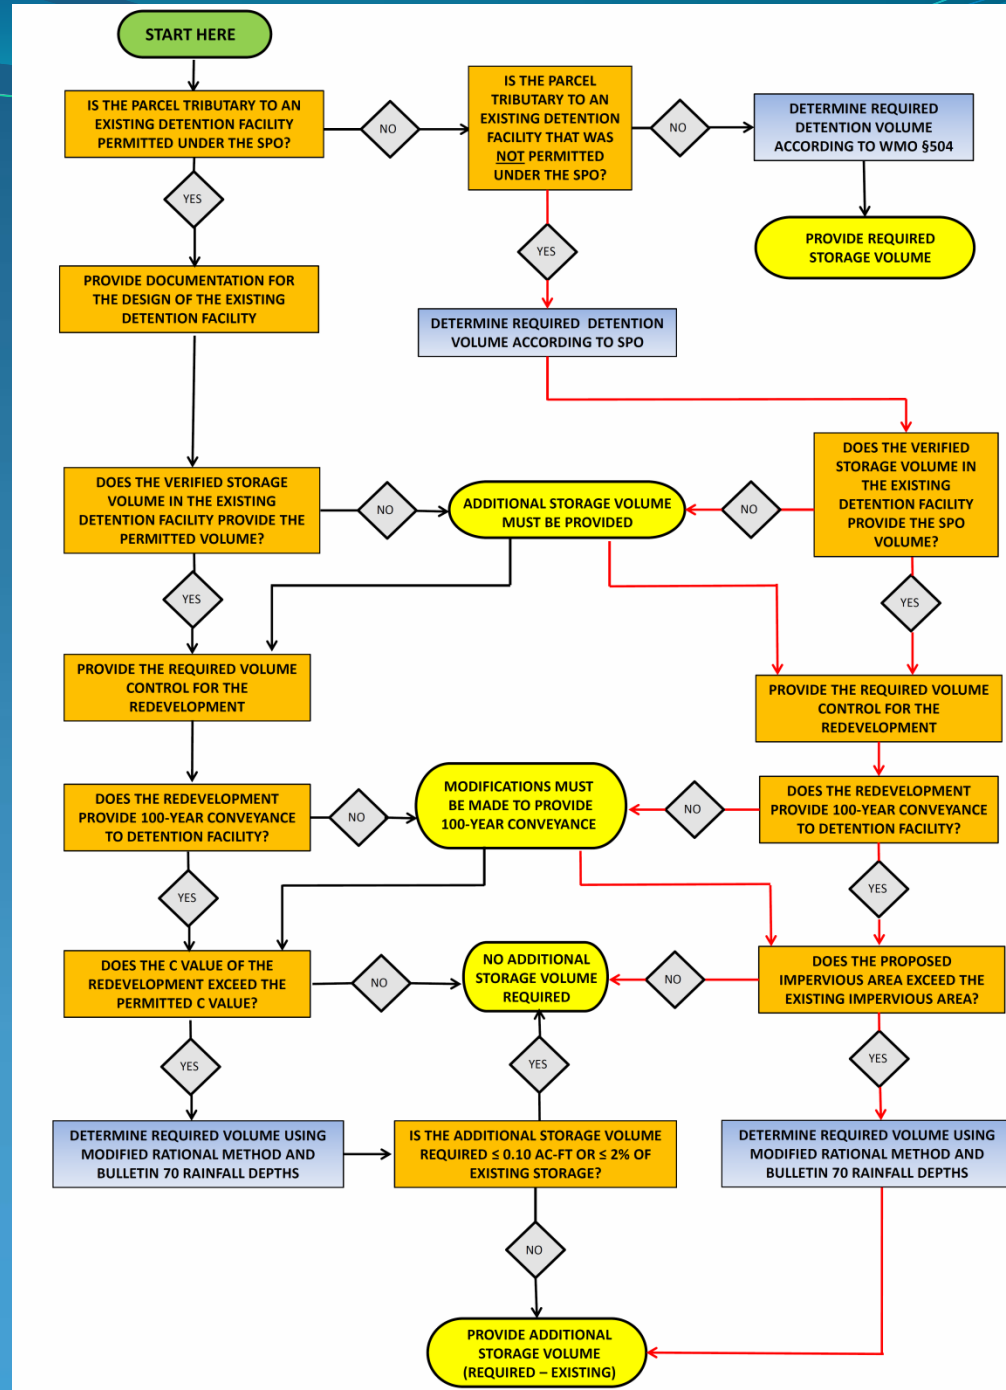 START HERE
IS THE PARCEL TRIBUTARY TO AN
EXISTING DETENTION FACILITY
PERMITTED UNDER THE SPO?
NO
IS THE PARCEL
TRIBUTARY TO AN
EXISTING DETENTION
FACILITY THAT WAS
NOT PERMITTED
UNDER THE SPO?
NO
DETERMINE REQUIRED
DETENTION VOLUME
ACCORDING TO WMO §504
YES
YES
PROVIDE REQUIRED
STORAGE VOLUME
PROVIDE DOCUMENTATION FOR
THE DESIGN OF THE EXISTING
DETENTION FACILITY
DETERMINE REQUIRED DETENTION
VOLUME ACCORDING TO SPO
DOES THE VERIFIED STORAGE
VOLUME IN THE EXISTING
DETENTION FACILITY PROVIDE THE
PERMITTED VOLUME?
NO
ADDITIONAL STORAGE VOLUME
MUST BE PROVIDED
NO
DOES THE VERIFIED
STORAGE VOLUME IN
THE EXISTING
DETENTION FACILITY
PROVIDE THE SPO
VOLUME?
YES
YES
PROVIDE THE REQUIRED VOLUME
CONTROL FOR THE
REDEVELOPMENT
PROVIDE THE REQUIRED VOLUME
CONTROL FOR THE
REDEVELOPMENT
DOES THE REDEVELOPMENT
PROVIDE 100-YEAR CONVEYANCE
TO DETENTION FACILITY?
NO
MODIFICATIONS MUST
BE MADE TO PROVIDE
100-YEAR CONVEYANCE
NO
DOES THE REDEVELOPMENT
PROVIDE 100-YEAR CONVEYANCE
TO DETENTION FACILITY?
YES
YES
DOES THE C VALUE OF THE
REDEVELOPMENT EXCEED THE
PERMITTED C VALUE?
NO
NO ADDITIONAL
STORAGE VOLUME
REQUIRED
NO
DOES THE PROPOSED
IMPERVIOUS AREA EXCEED THE
EXISTING IMPERVIOUS AREA?
YES
YES
YES
DETERMINE REQUIRED VOLUME USING
MODIFIED RATIONAL METHOD AND
BULLETIN 70 RAINFALL DEPTHS
IS THE ADDITIONAL STORAGE VOLUME
REQUIRED ≤ 0.10 AC-FT OR ≤ 2% OF
EXISTING STORAGE?
DETERMINE REQUIRED VOLUME USING
MODIFIED RATIONAL METHOD AND
BULLETIN 70 RAINFALL DEPTHS
NO
PROVIDE ADDITIONAL
STORAGE VOLUME
(REQUIRED – EXISTING)